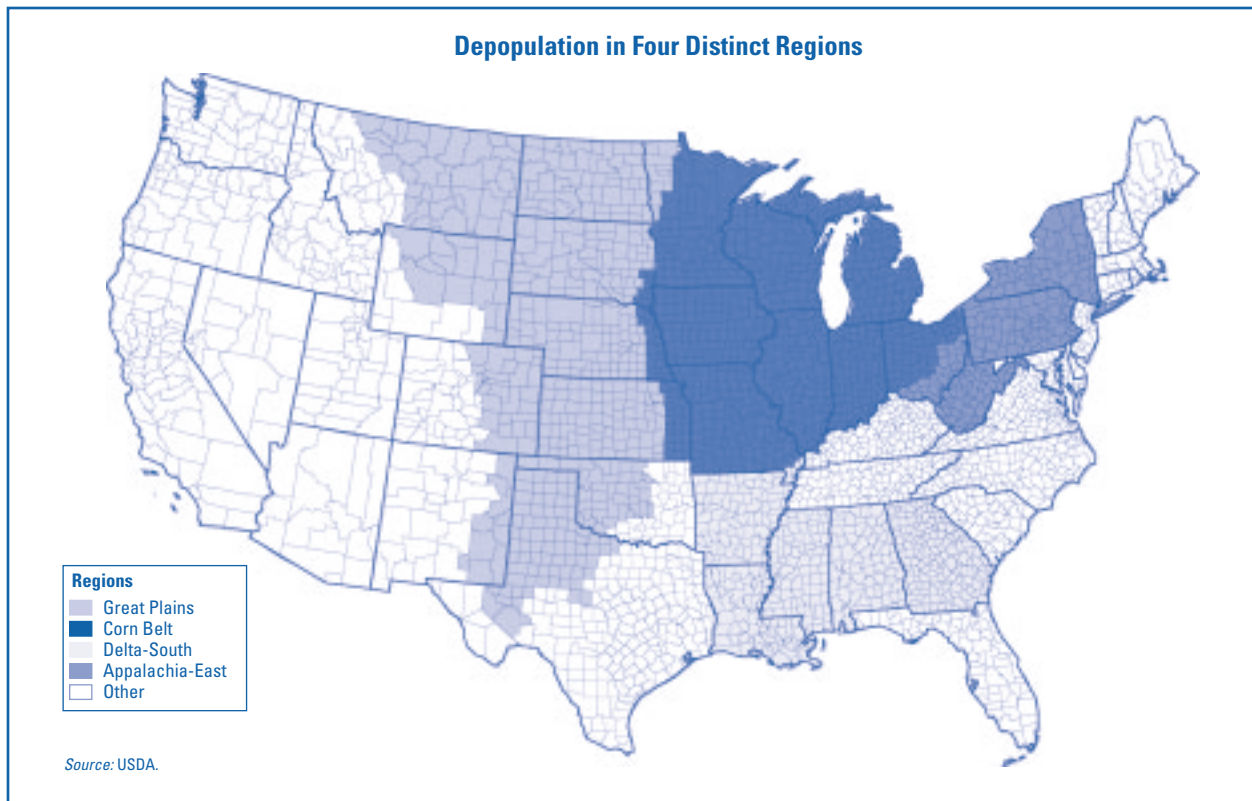 Depopulation in Four Distinct Regions
Regions
Great Plains
Corn Belt
Delta-South
Appalachia-East
Other
Source: USDA.